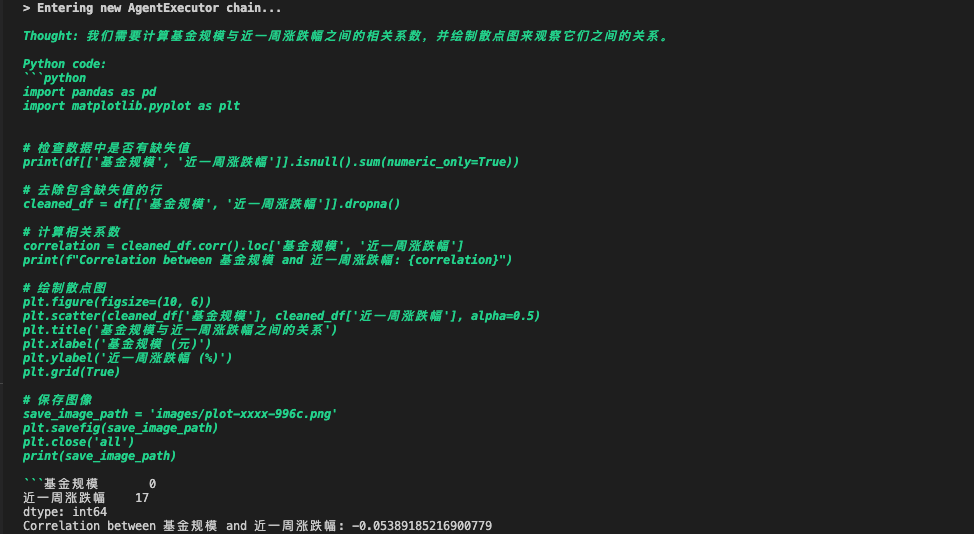 > Entering new AgentExecutor chain...
Thought: 我们需要计算基金规模与近一周涨跌幅之间的相关系数, 并绘制散点图来观察它们之间的关系。
Python code:
```python
import pandas as pd
import matplotlib.pyplot as plt
# 检查数据中是否有缺失值
print(df[['基金规模', '近一周涨跌幅']].isnull().sum(numeric_only=True))
# 去除包含缺失值的行
cleaned_df = df[['基金规模', '近一周涨跌幅']].dropna()
# 计算相关系数
correlation = cleaned_df.corr().loc['基金规模', '近一周涨跌幅']
print(f"Correlation between 基金规模 and 近一周涨跌幅: {correlation}")
# 绘制散点图
plt.figure(figsize=(10, 6))
plt.scatter(cleaned_df['基金规模'], cleaned_df['近一周涨跌幅'], alpha=0.5)
plt.title('基金规模与近一周涨跌幅之间的关系')
plt.xlabel('基金规模 (元)')
plt.ylabel('近一周涨跌幅 (%)')
plt.grid(True)
# 保存图像
save_image_path = 'images/plot-xxxx-996c.png'
plt.savefig(save_image_path)
plt.close('all')
print(save_image_path)
```基金规模 0
近一周涨跌幅 17
dtype: int64
Correlation between 基金规模 and 近一周涨跌幅: -0.05389185216900779